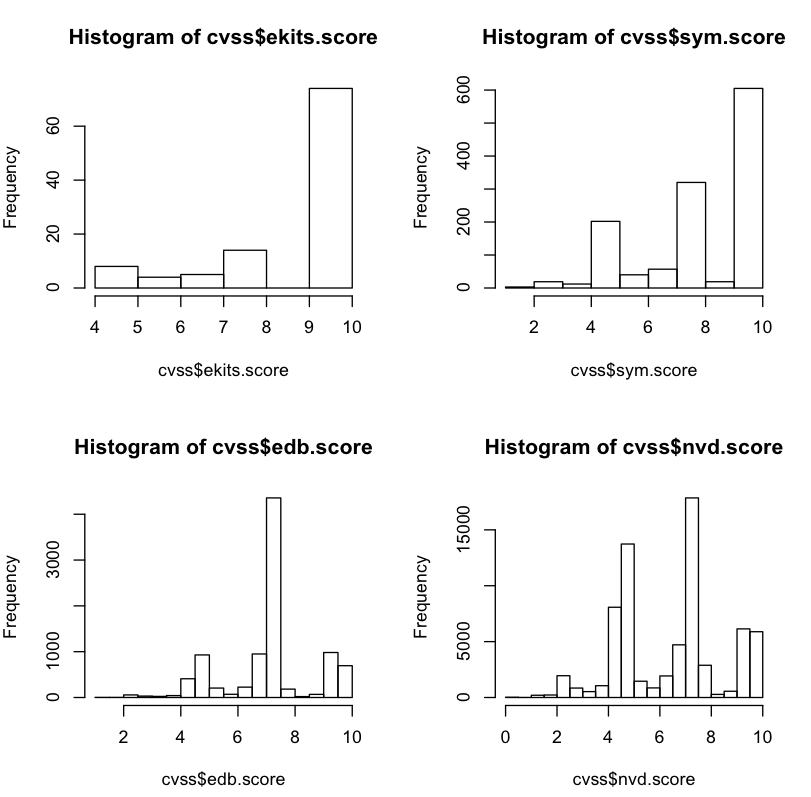 Histogram of cvss$ekits.score
Frequency
0 20 40 60
4 5 6 7 8 9 10
cvss$ekits.score
Histogram of cvss$sym.score
Frequency
0 200 400 600
2 4 6 8 10
cvss$sym.score
Histogram of cvss$edb.score
Frequency
0 1000 3000
2 4 6 8 10
cvss$edb.score
Histogram of cvss$nvd.score
Frequency
0 5000 15000
0 2 4 6 8 10
cvss$nvd.score